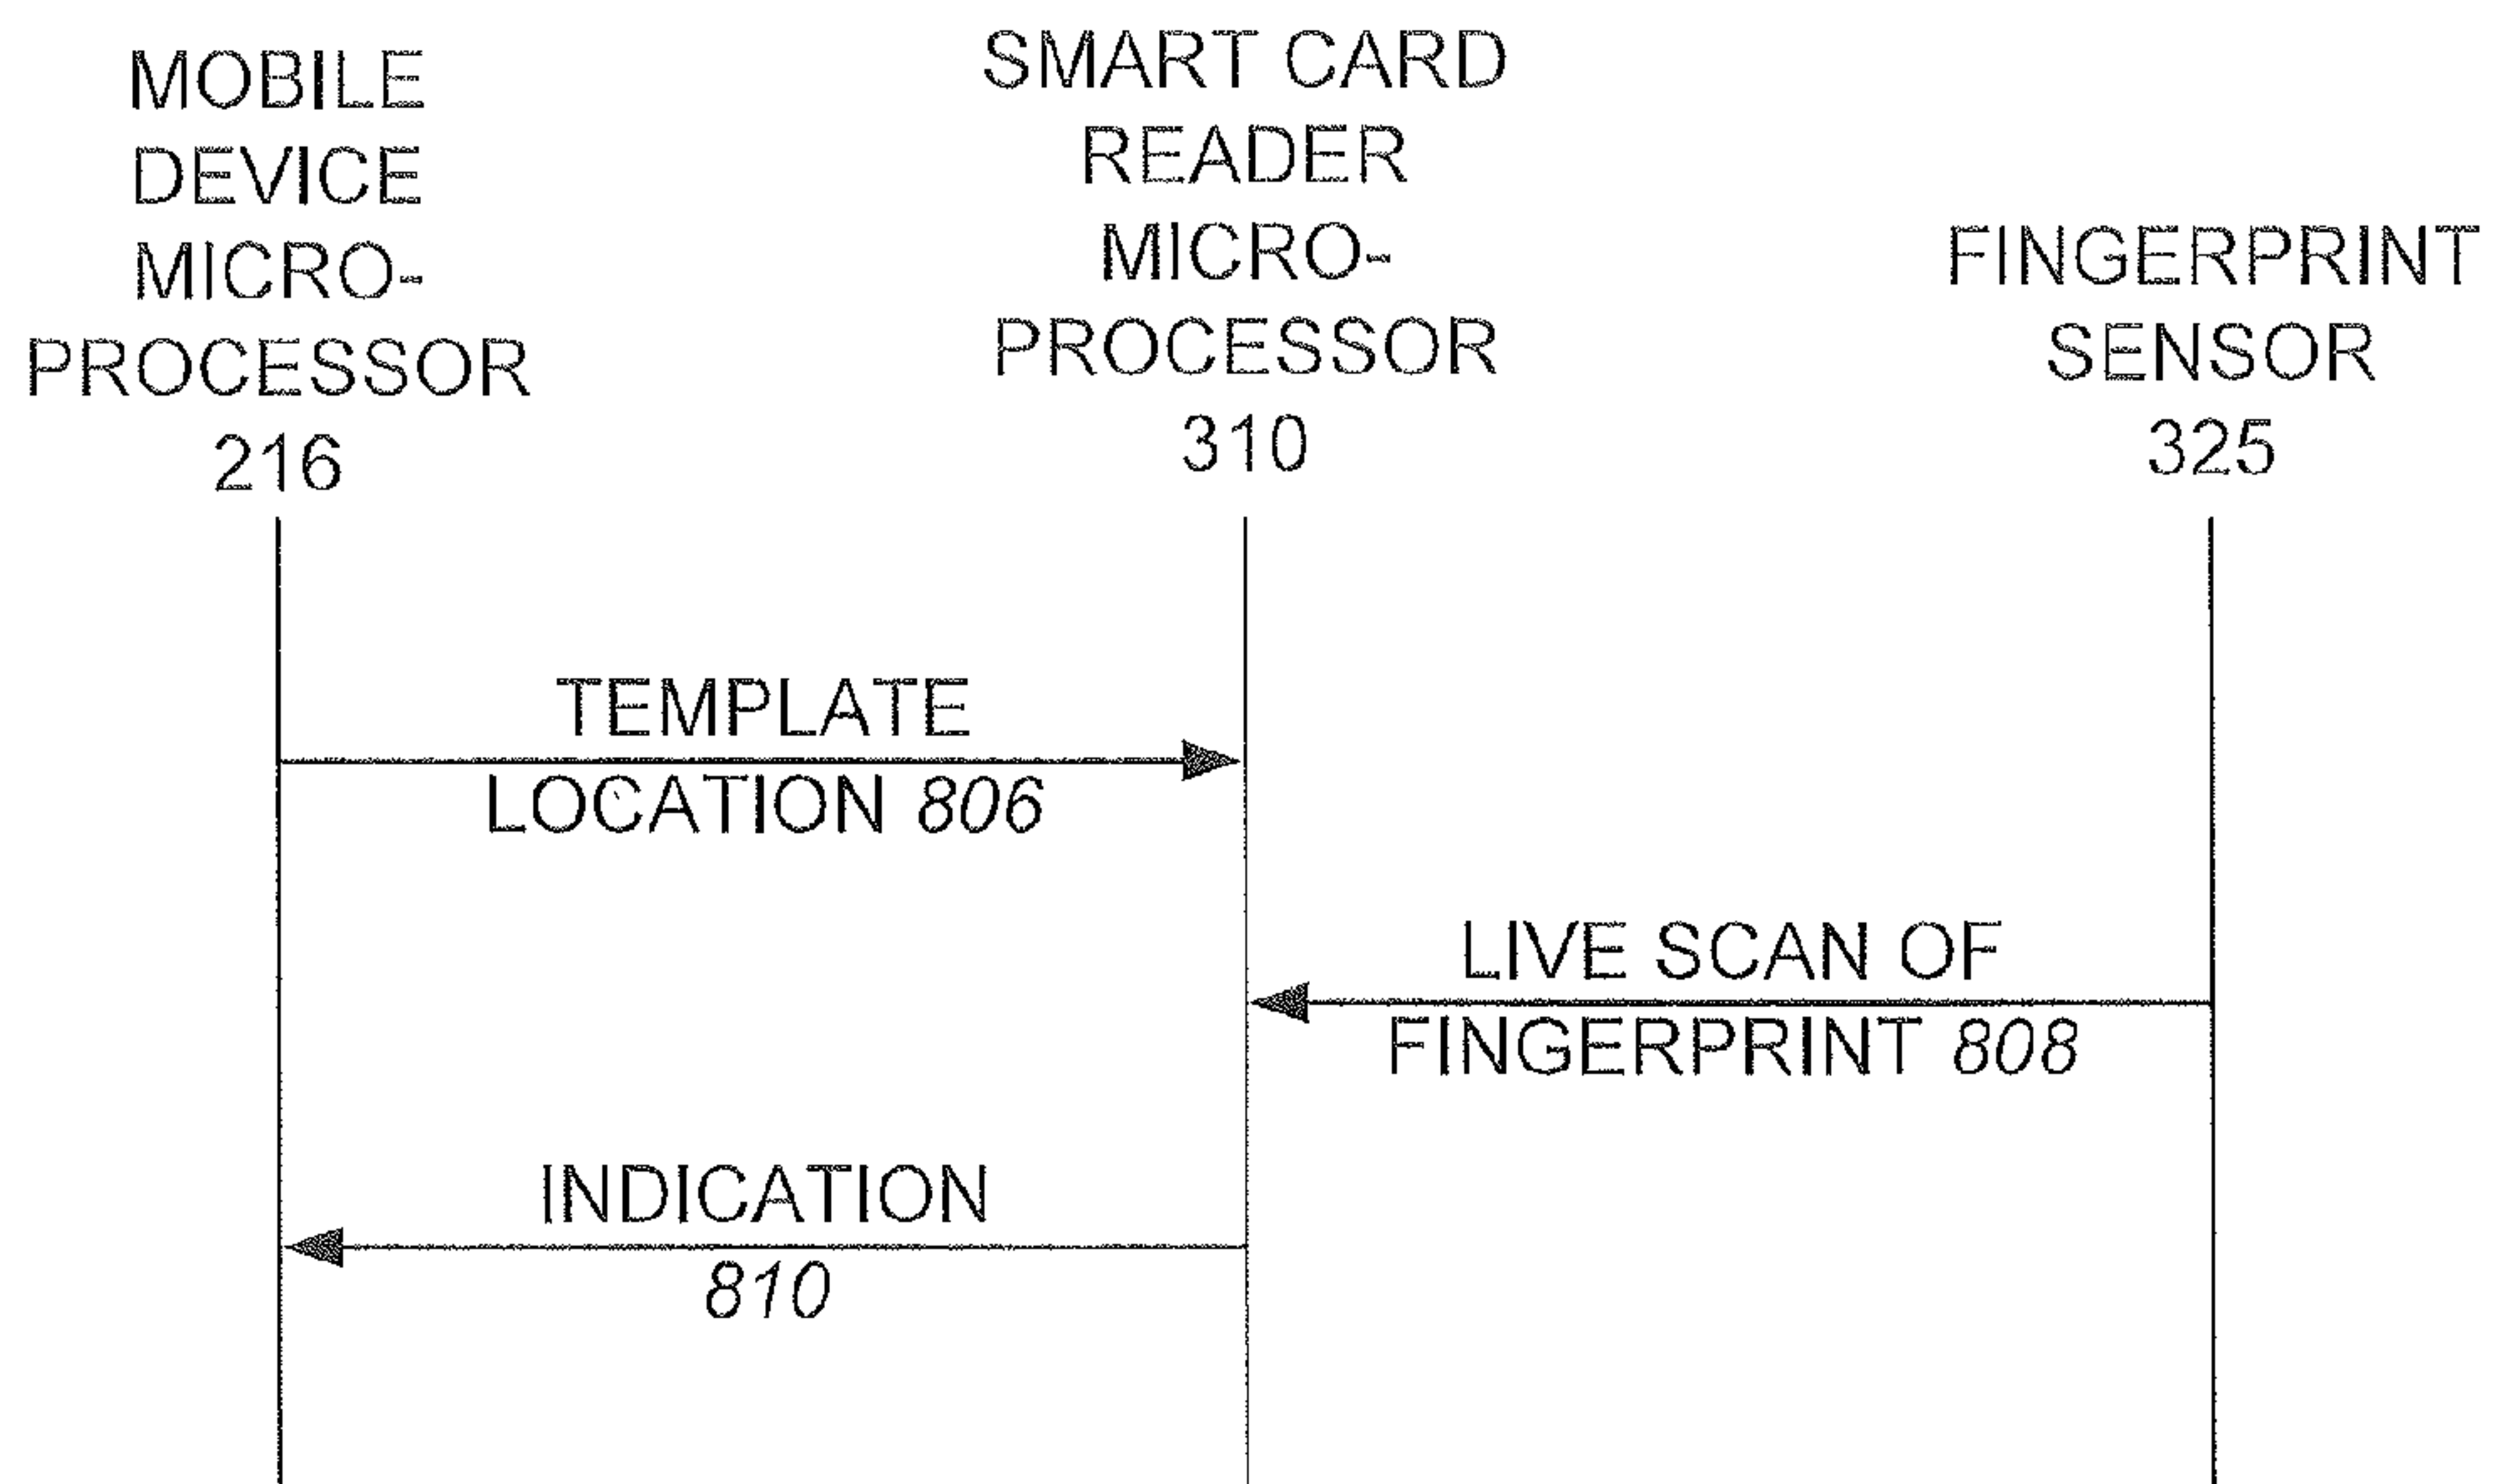 MOBILE
DEVICE
MICRO-
PROCESSOR
216
SMART CARD
READER
MICRO-
PROCESSOR
310
FINGERPRINT
SENSOR
325
TEMPLATE
LOCATION 806
LIVE SCAN OF
FINGERPRINT 808
INDICATION
810